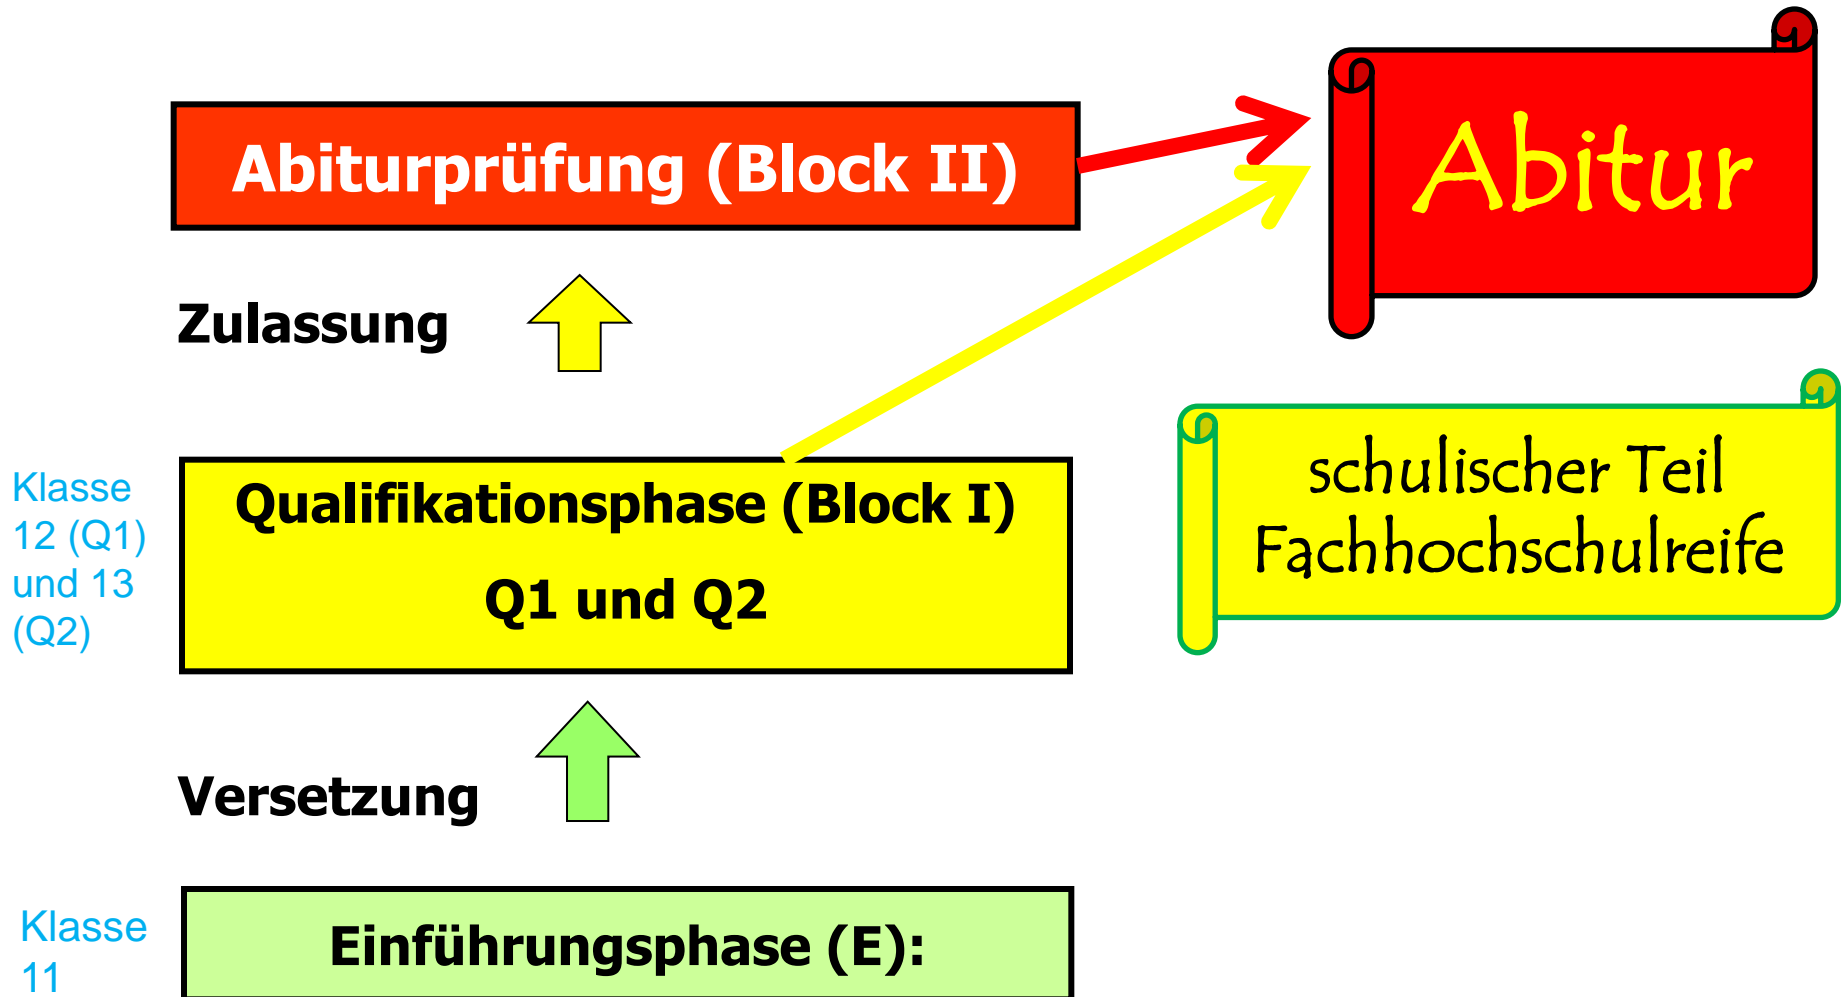 Abiturprüfung (Block II)
Abitur
Zulassung
Klasse
12 (Q1)
und 13
(Q2)
Qualifikationsphase (Block I)
Q1 und Q2
schulischer Teil
Fachhochschulreife
Versetzung
Klasse
11
Einführungsphase (E):